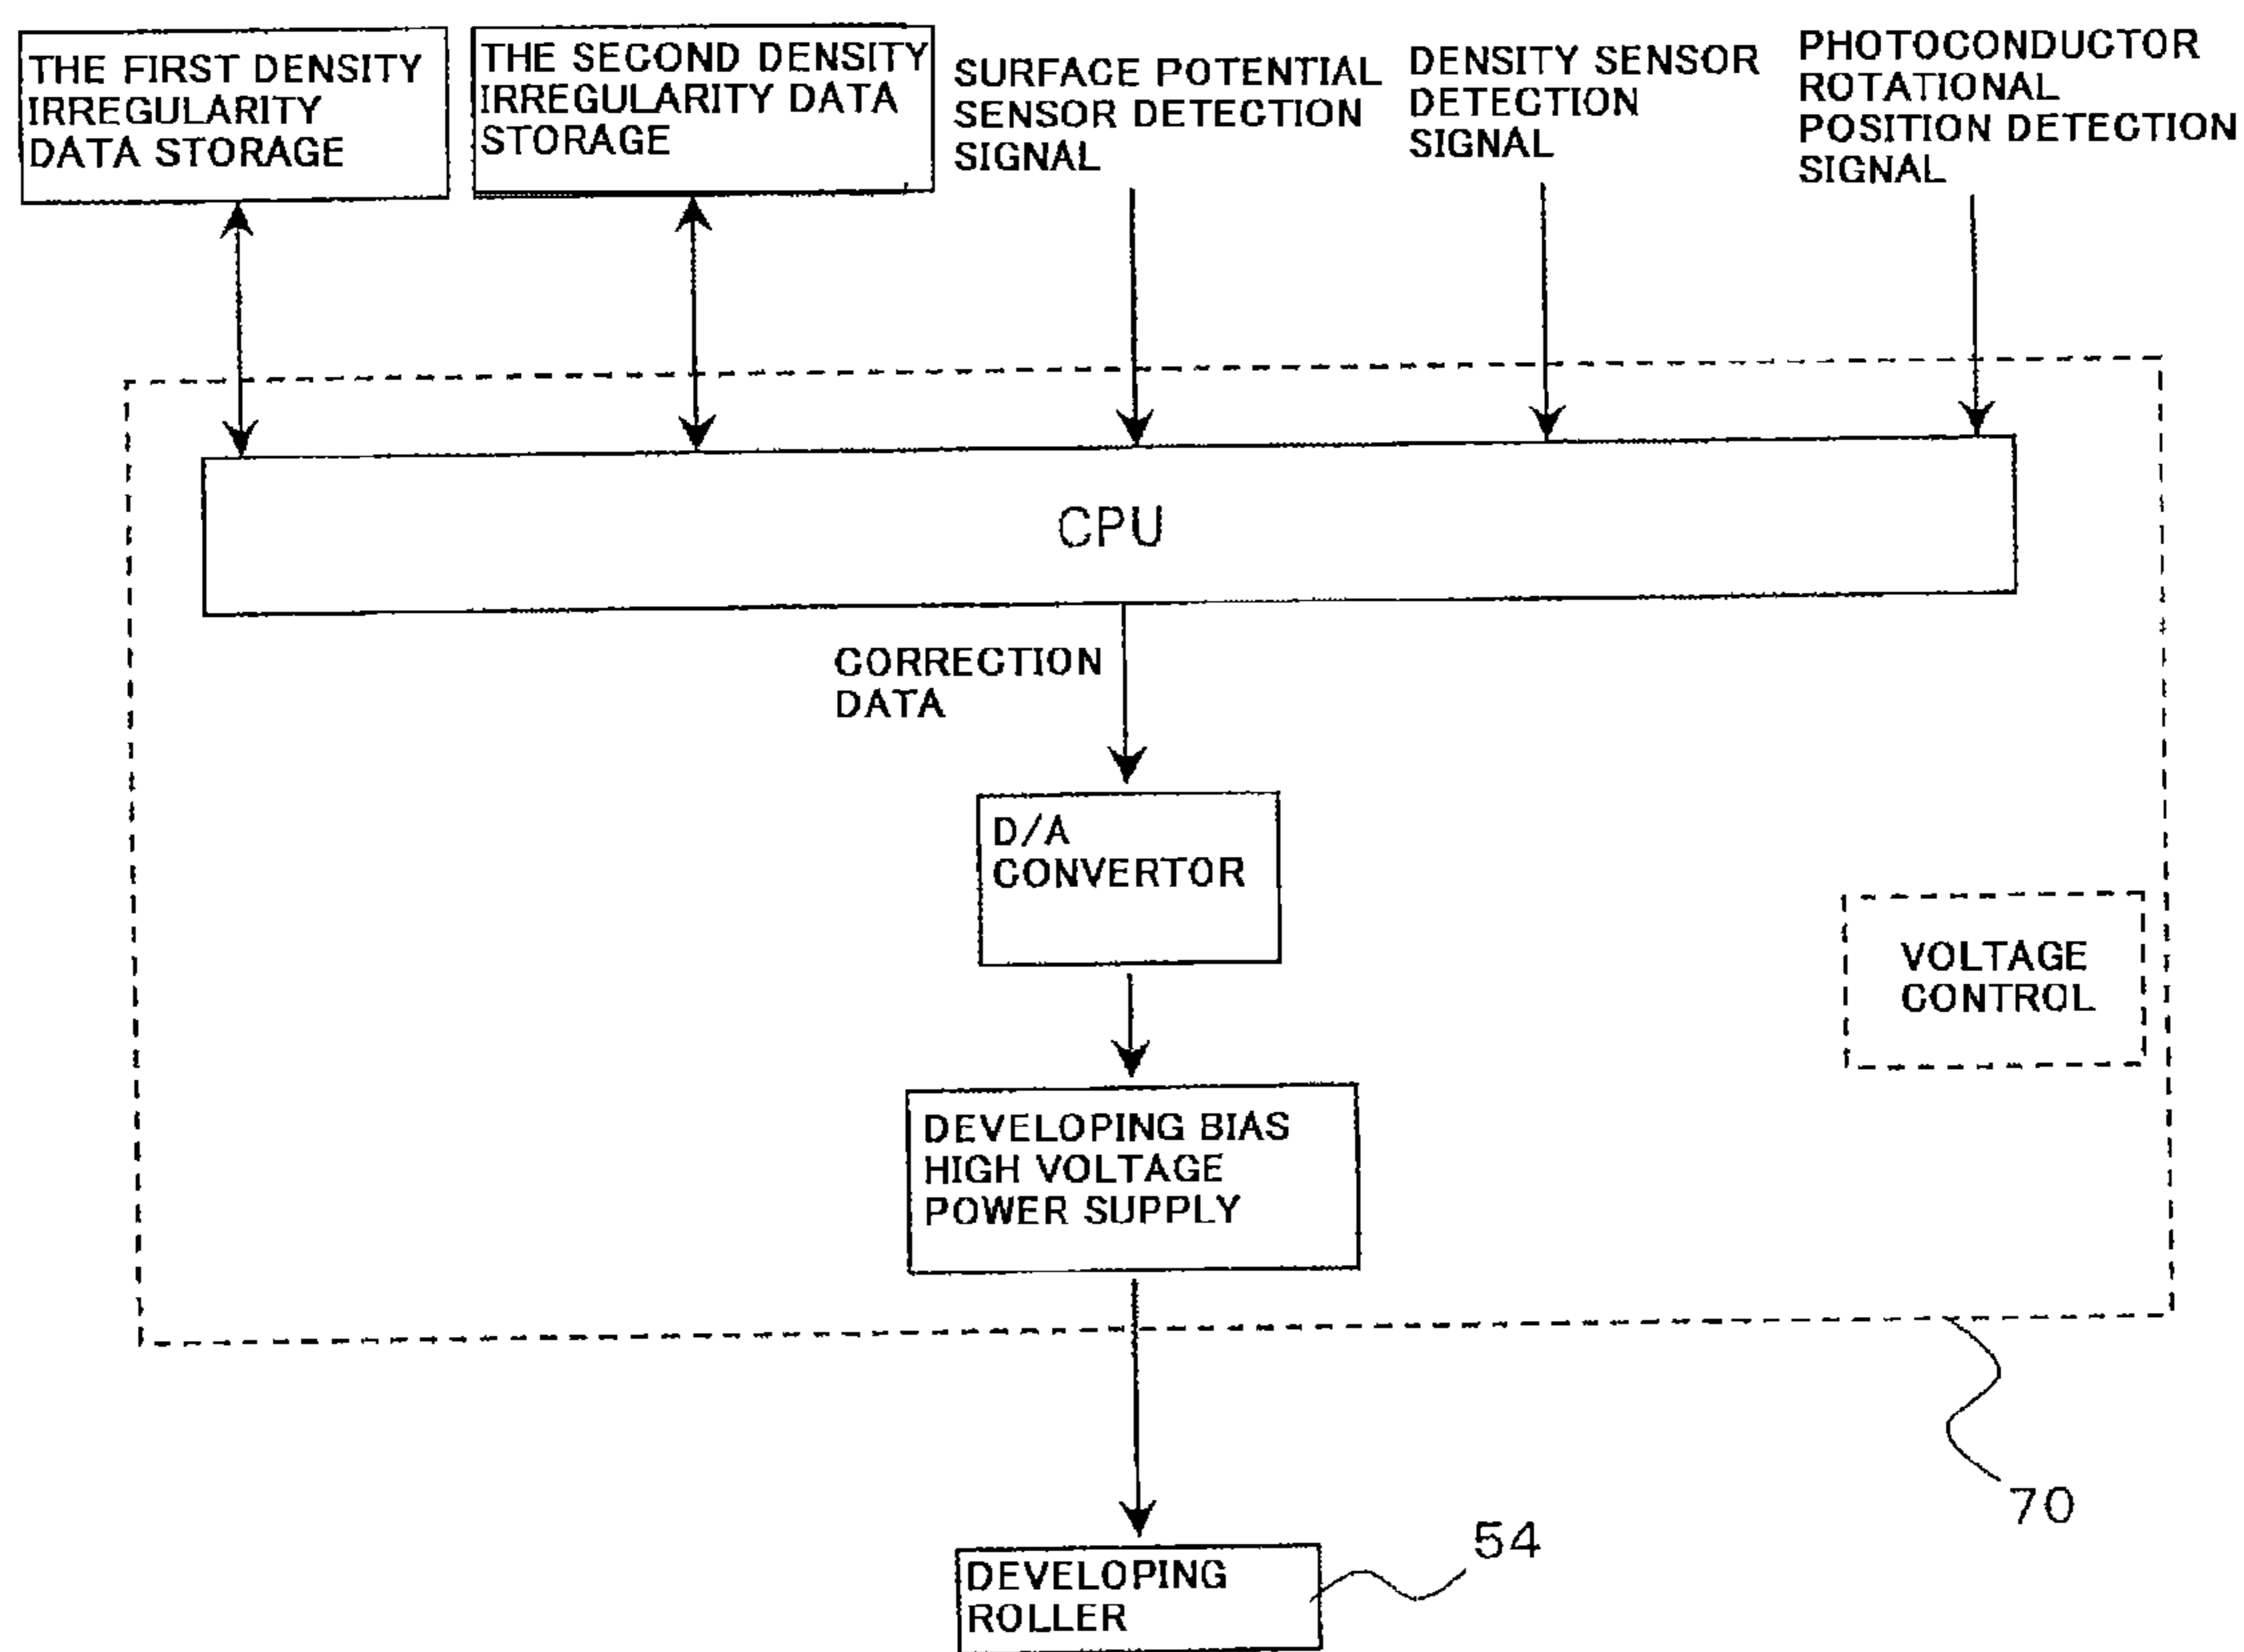 THE FIRST DENSITY
IRREGULARITY
DATA STORAGE
THE SECOND DENSITY
IRREGULARITY DATA
STORAGE
SURFACE POTENTIAL
SENSOR DETECTION
SIGNAL
DENSITY SENSOR
DETECTION
SIGNAL
PHOTOCONDUCTOR
ROTATIONAL
POSITION DETECTION
SIGNAL
CPU
CORRECTION
DATA
D/A
CONVERTOR
VOLTAGE
CONTROL
DEVELOPING BIAS
HIGH VOLTAGE
POWER SUPPLY
70
54
DEVELOPING
ROLLER